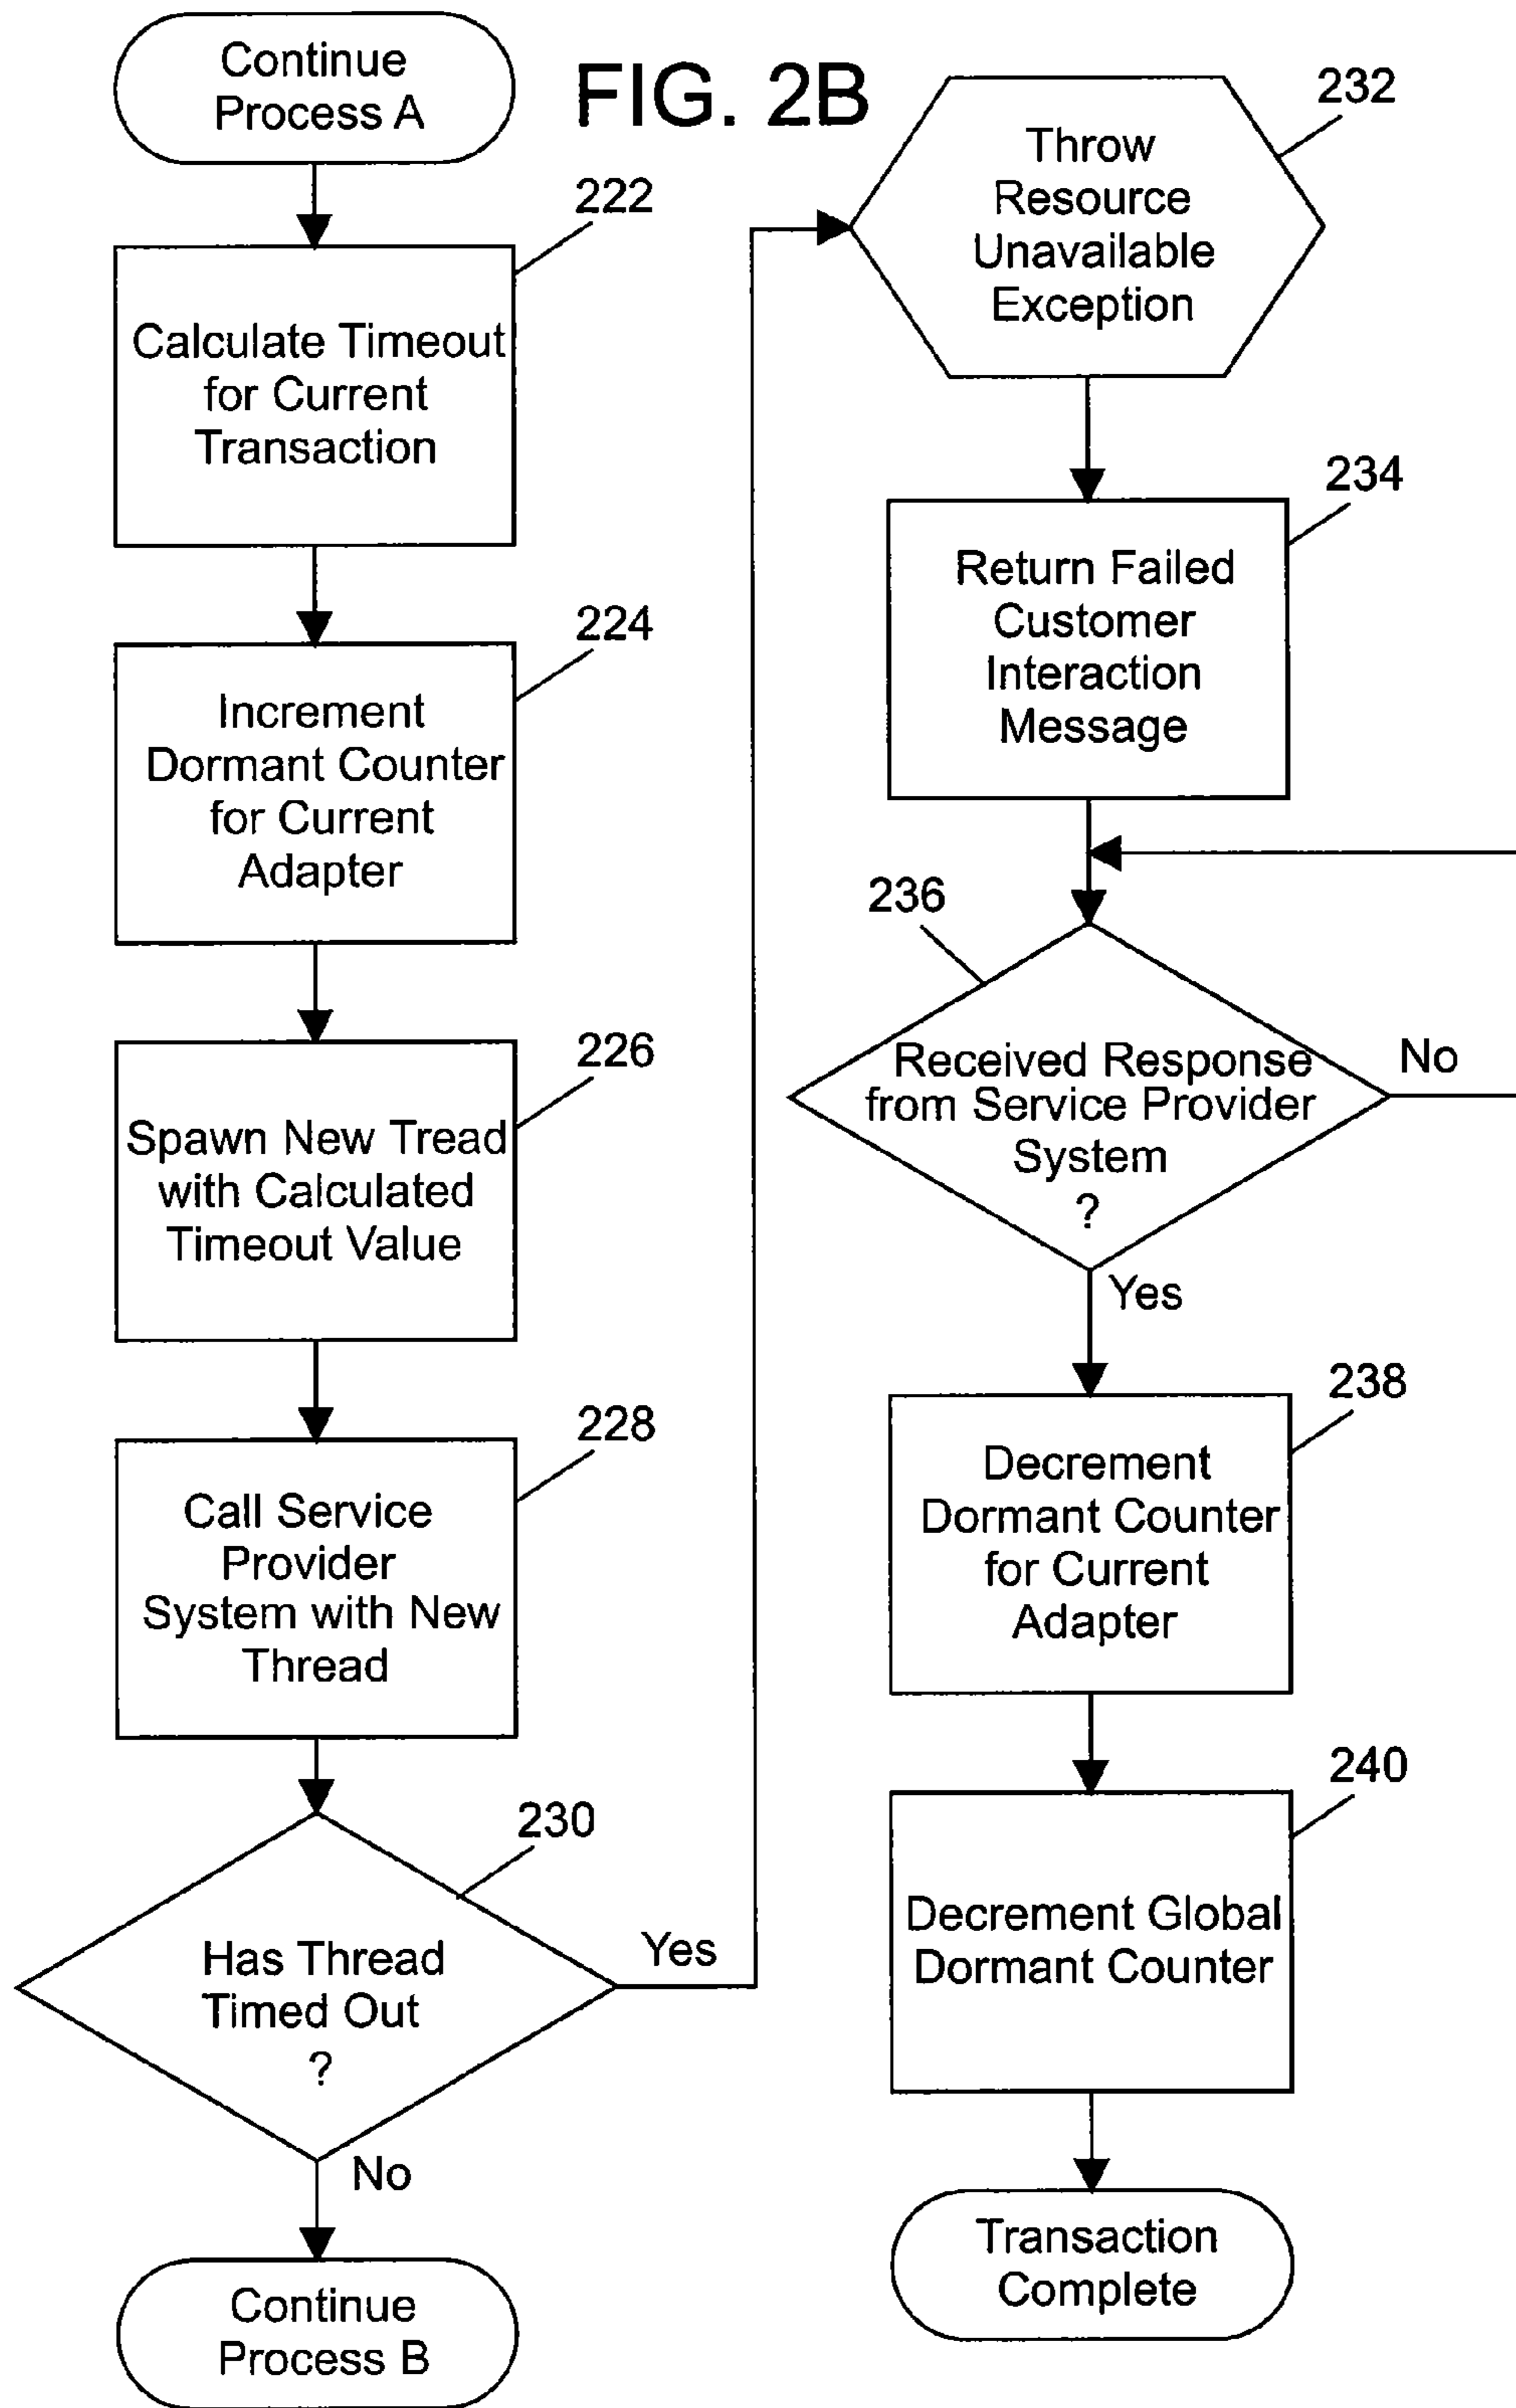 Continue
Process A
FIG. 2B
222
Calculate Timeout
for Current
Transaction
224
Increment
Dormant Counter
for Current
Adapter
226
Spawn New Tread
with Calculated
Timeout Value
228
Call Service
Provider
System with New
Thread
230
Has Thread
Timed Out
?
Yes
No
Continue
Process B
232
Throw
Resource
Unavailable
Exception
234
Return Failed
Customer
Interaction
Message
236
Received Response
from Service Provider
System
?
No
Yes
238
Decrement
Dormant Counter
for Current
Adapter
240
Decrement Global
Dormant Counter
Transaction
Complete